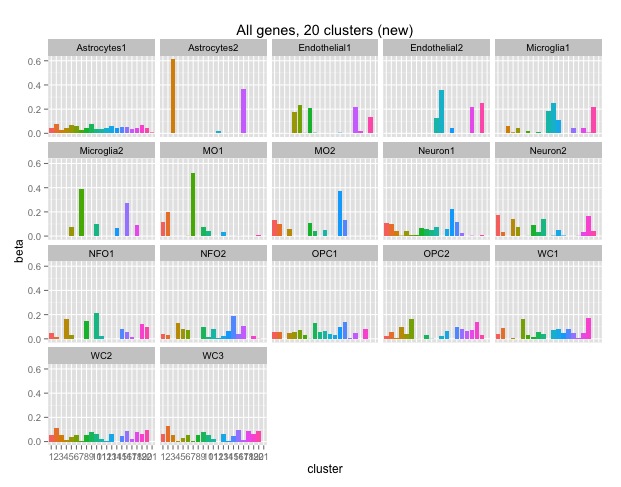 All genes, 20 clusters (new)
Astrocytes1 Astrocytes2 Endothelial1 Endothelial2 Microglia1
0.6
0.4
0.2
0.0
Microglia2 MO1 MO2 Neuron1 Neuron2
0.6
0.4
0.2
0.0
beta
NFO1 NFO2 OPC1 OPC2 WC1
0.6
0.4
0.2
0.0
WC2 WC3
0.6
0.4
0.2
0.0
cluster